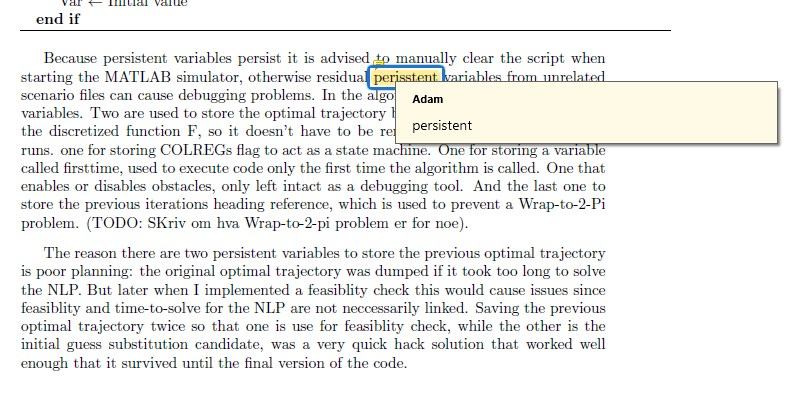 Var ← Initial value
end if
Because persistent variables persist it is advised to manually clear the script when
starting the MATLAB simulator, otherwise residual perisstent variables from unrelated
scenario files can cause debugging problems. In the algo
variables. Two are used to store the optimal trajectory
the discretized function F, so it doesn't have to be
runs. one for storing COLREGs flag to act as a state machine. One for storing a variable
called firsttime, used to execute code only the first time the algorithm is called. One that
enables or disables obstacles, only left intact as a debugging tool. And the last one to
store the previous iterations heading reference, which is used to prevent a Wrap-to-2-Pi
problem. (TODO: SKriv om hva Wrap-to-2-pi problem er for noe).
Adam
persistent
The reason there are two persistent variables to store the previous optimal trajectory
is poor planning: the original optimal trajectory was dumped if it took too long to solve
the NLP. But later when I implemented a feasiblity check this would cause issues since
feasiblity and time-to-solve for the NLP are not neccessarily linked. Saving the previous
optimal trajectory twice so that one is use for feasiblity check, while the other is the
initial guess substitution candidate, was a very quick hack solution that worked well
enough that it survived until the final version of the code.